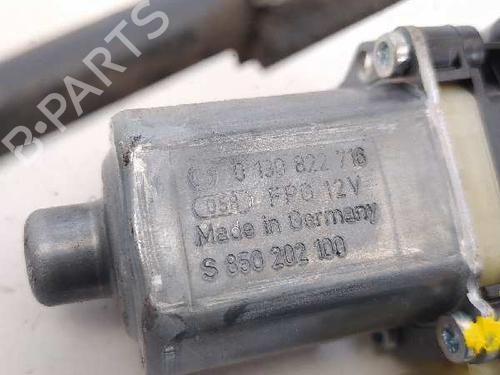 B-PARTS
0 130 822 716
FPG 12V
Made in Germany
S 850 202 100